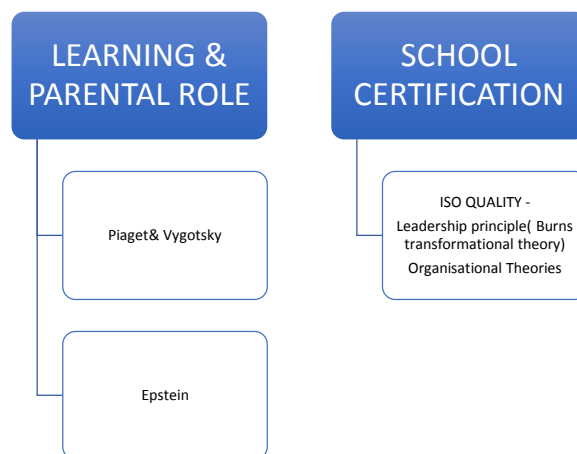 LEARNING &
PARENTAL ROLE
Piaget& Vygotsky
Epstein
SCHOOL
CERTIFICATION
ISO QUALITY -
Leadership principle( Burns
transformational theory)
Organisational Theories